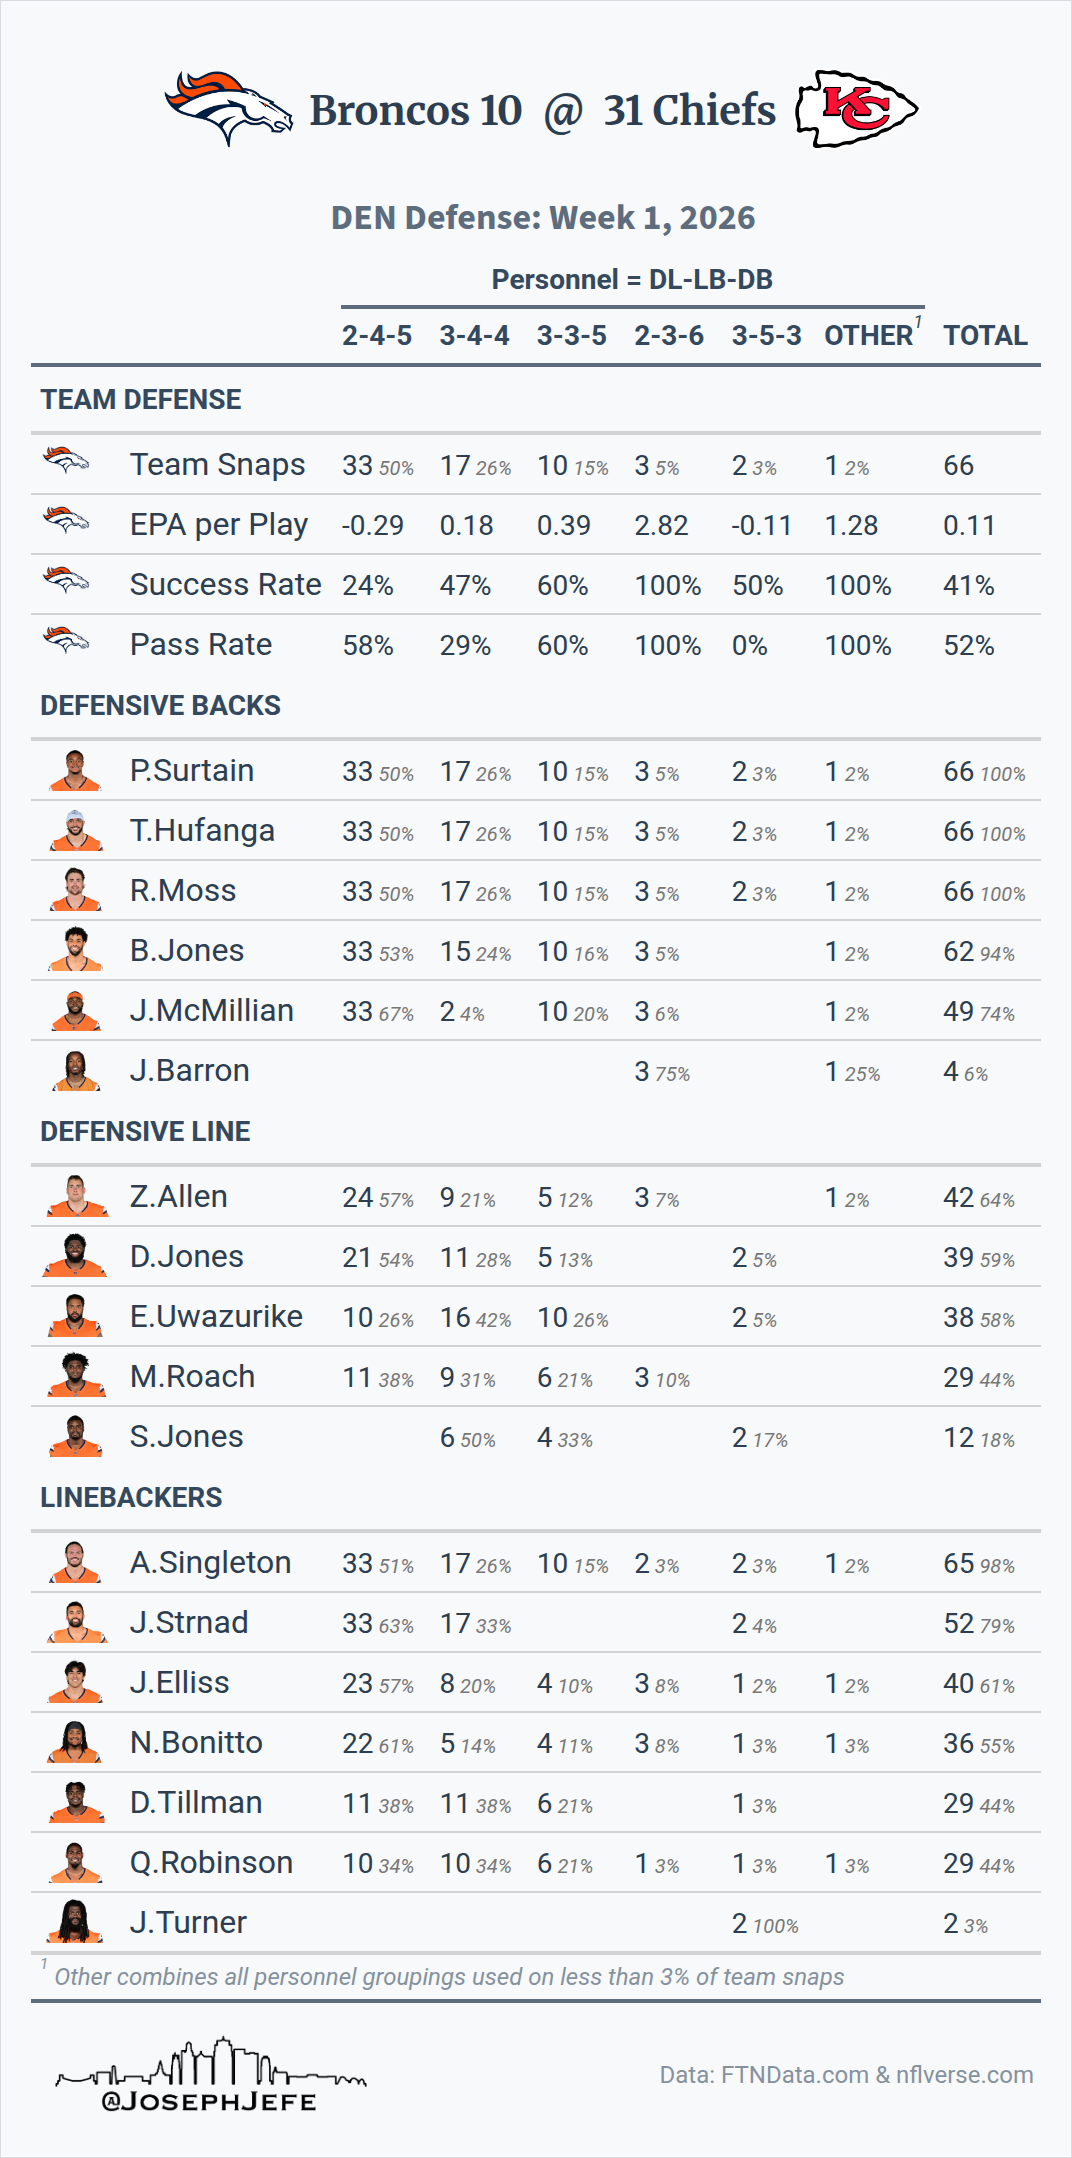 Broncos 10 @ 31 Chiefs
KC
DEN Defense: Week 1, 2026
Personnel = DL-LB-DB
2-4-5 3-4-4 3-3-5 2-3-6 3-5-3 OTHER1 TOTAL
TEAM DEFENSE
Team Snaps 33 50% 17 26% 10 15% 3 5% 2 3% 1 2% 66
EPA per Play -0.29 0.18 0.39 2.82 -0.11 1.28 0.11
Success Rate 24% 47% 60% 100% 50% 100% 41%
Pass Rate 58% 29% 60% 100% 0% 100% 52%
DEFENSIVE BACKS
P.Surtain 33 50% 17 26% 10 15% 3 5% 2 3% 1 2% 66 100%
T.Hufanga 33 50% 17 26% 10 15% 3 5% 2 3% 1 2% 66 100%
R.Moss 33 50% 17 26% 10 15% 3 5% 2 3% 1 2% 66 100%
B.Jones 33 53% 15 24% 10 16% 3 5% 1 2% 62 94%
J.McMillian 33 67% 2 4% 10 20% 3 6% 1 2% 49 74%
J.Barron 3 75% 1 25% 4 6%
DEFENSIVE LINE
Z.Allen 24 57% 9 21% 5 12% 3 7% 1 2% 42 64%
D.Jones 21 54% 11 28% 5 13% 2 5% 39 59%
E.Uwazurike 10 26% 16 42% 10 26% 2 5% 38 58%
M.Roach 11 38% 9 31% 6 21% 3 10% 29 44%
S.Jones 6 50% 4 33% 2 17% 12 18%
LINEBACKERS
A.Singleton 33 51% 17 26% 10 15% 2 3% 2 3% 1 2% 65 98%
J.Strnad 33 63% 17 33% 2 4% 52 79%
J.Elliss 23 57% 8 20% 4 10% 3 8% 1 2% 1 2% 40 61%
N.Bonitto 22 61% 5 14% 4 11% 3 8% 1 3% 1 3% 36 55%
D.Tillman 11 38% 11 38% 6 21% 1 3% 29 44%
Q.Robinson 10 34% 10 34% 6 21% 1 3% 1 3% 1 3% 29 44%
J.Turner 2 100% 2 3%
1 Other combines all personnel groupings used on less than 3% of team snaps
@JOSEPHJEFE
Data: FTNData.com & nflverse.com